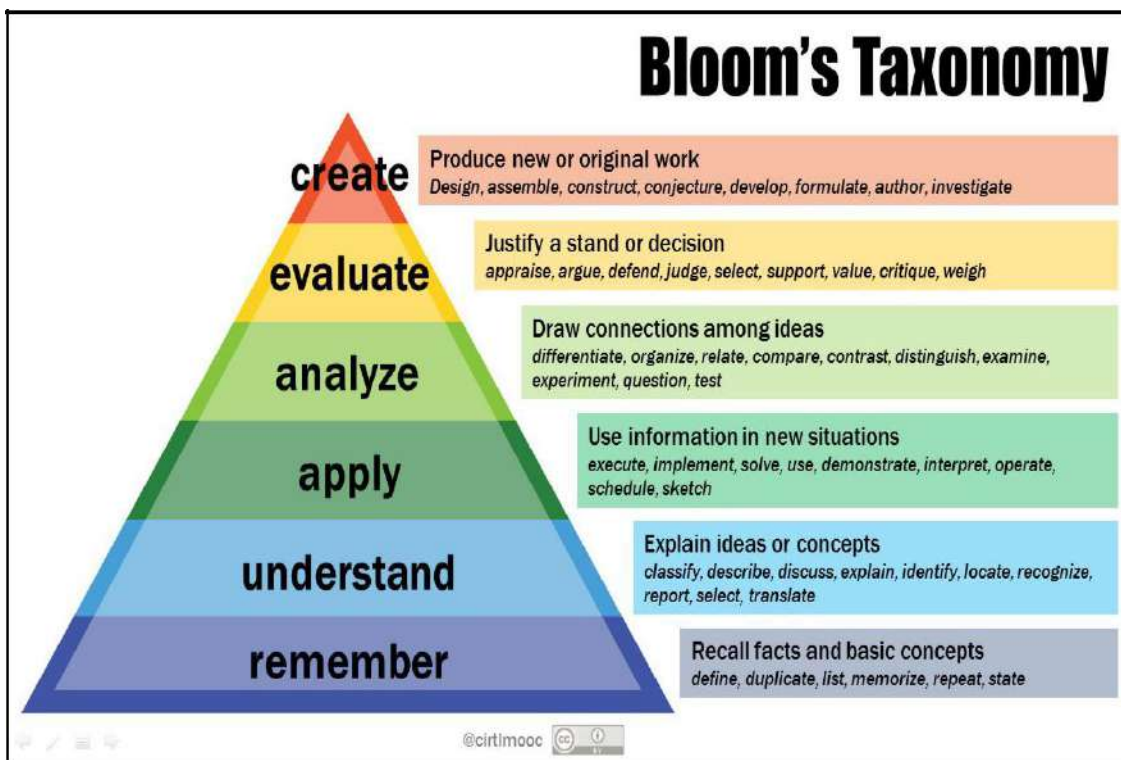 Bloom's Taxonomy
create
Produce new or original work
Design, assemble, construct, conjecture, develop, formulate, author, investigate
evaluate
Justify a stand or decision
appraise, argue, defend, judge, select, support, value, critique, weigh
analyze
Draw connections among ideas
differentiate, organize, relate, compare, contrast, distinguish, examine,
experiment, question, test
apply
Use information in new situations
execute, implement, solve, use, demonstrate, interpret, operate,
schedule, sketch
understand
Explain ideas or concepts
classify, describe, discuss, explain, identify, locate, recognize,
report, select, translate
remember
Recall facts and basic concepts
define, duplicate, list, memorize, repeat, state
@cirtlmooc
cc
BY